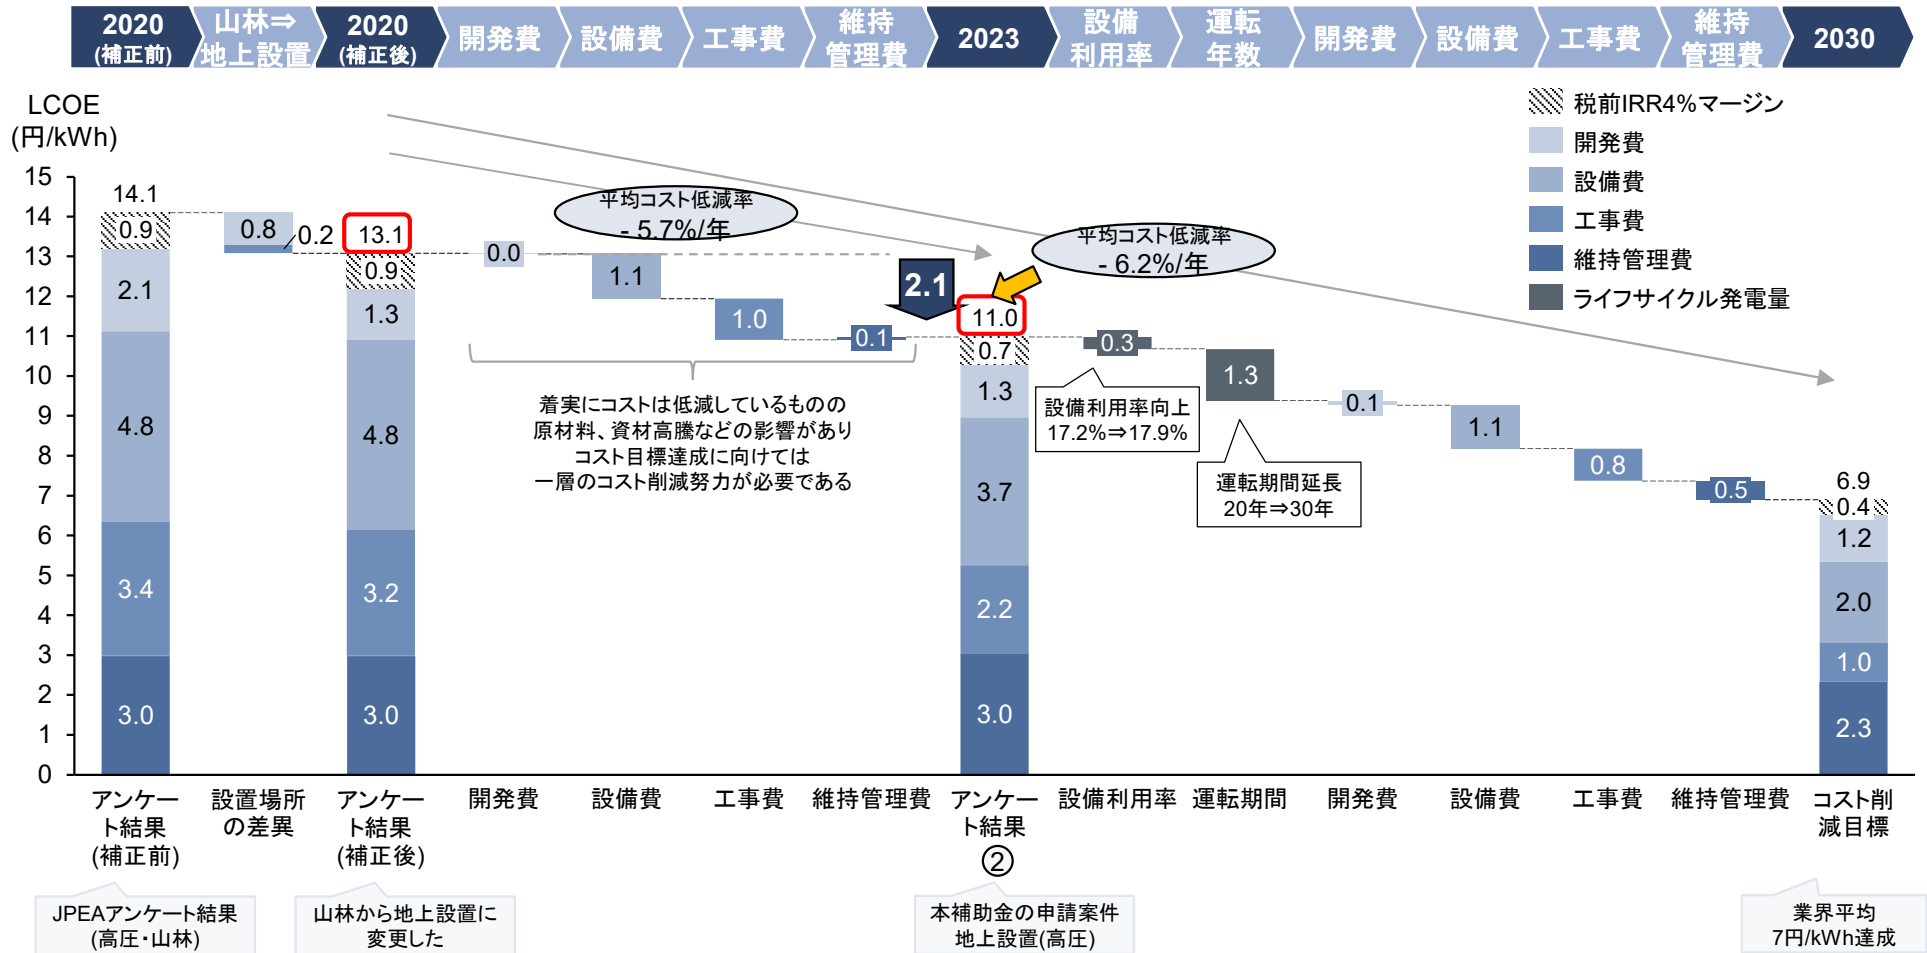 2020
(補正前)
山林⇒
地上設置
2020
(補正後)
開発費
設備費
工事費
維持
管理費
2023
設備
利用率
運転
年数
開発費
設備費
工事費
維持
管理費
2030
LCOE
(円/kWh)
税前IRR4%マージン
開発費
設備費
工事費
維持管理費
ライフサイクル発電量
15
14
13
12
11
10
9
8
7
6
5
4
3
2
1
0
14.1
0.9
2.1
4.8
3.4
3.0
0.8
0.2
13.1
0.9
1.3
4.8
3.2
3.0
0.0
1.1
1.0
0.1
平均コスト低減率
- 5.7%/年
平均コスト低減率
- 6.2%/年
2.1
着実にコストは低減しているものの
原材料、資材高騰などの影響があり
コスト目標達成に向けては
一層のコスト削減努力が必要である
11.0
0.7
1.3
3.7
2.2
3.0
0.3
設備利用率向上
17.2%⇒17.9%
1.3
運転期間延長
20年⇒30年
0.1
1.1
0.8
0.5
6.9
0.4
1.2
2.0
1.0
2.3
アンケー
ト結果
(補正前)
設置場所
の差異
アンケー
ト結果
(補正後)
開発費
設備費
工事費
維持管理費
アンケー
ト結果
②
設備利用率
運転期間
開発費
設備費
工事費
維持管理費
コスト削
減目標
JPEAアンケート結果
(高圧・山林)
山林から地上設置に
変更した
本補助金の申請案件
地上設置(高圧)
業界平均
7円/kWh達成